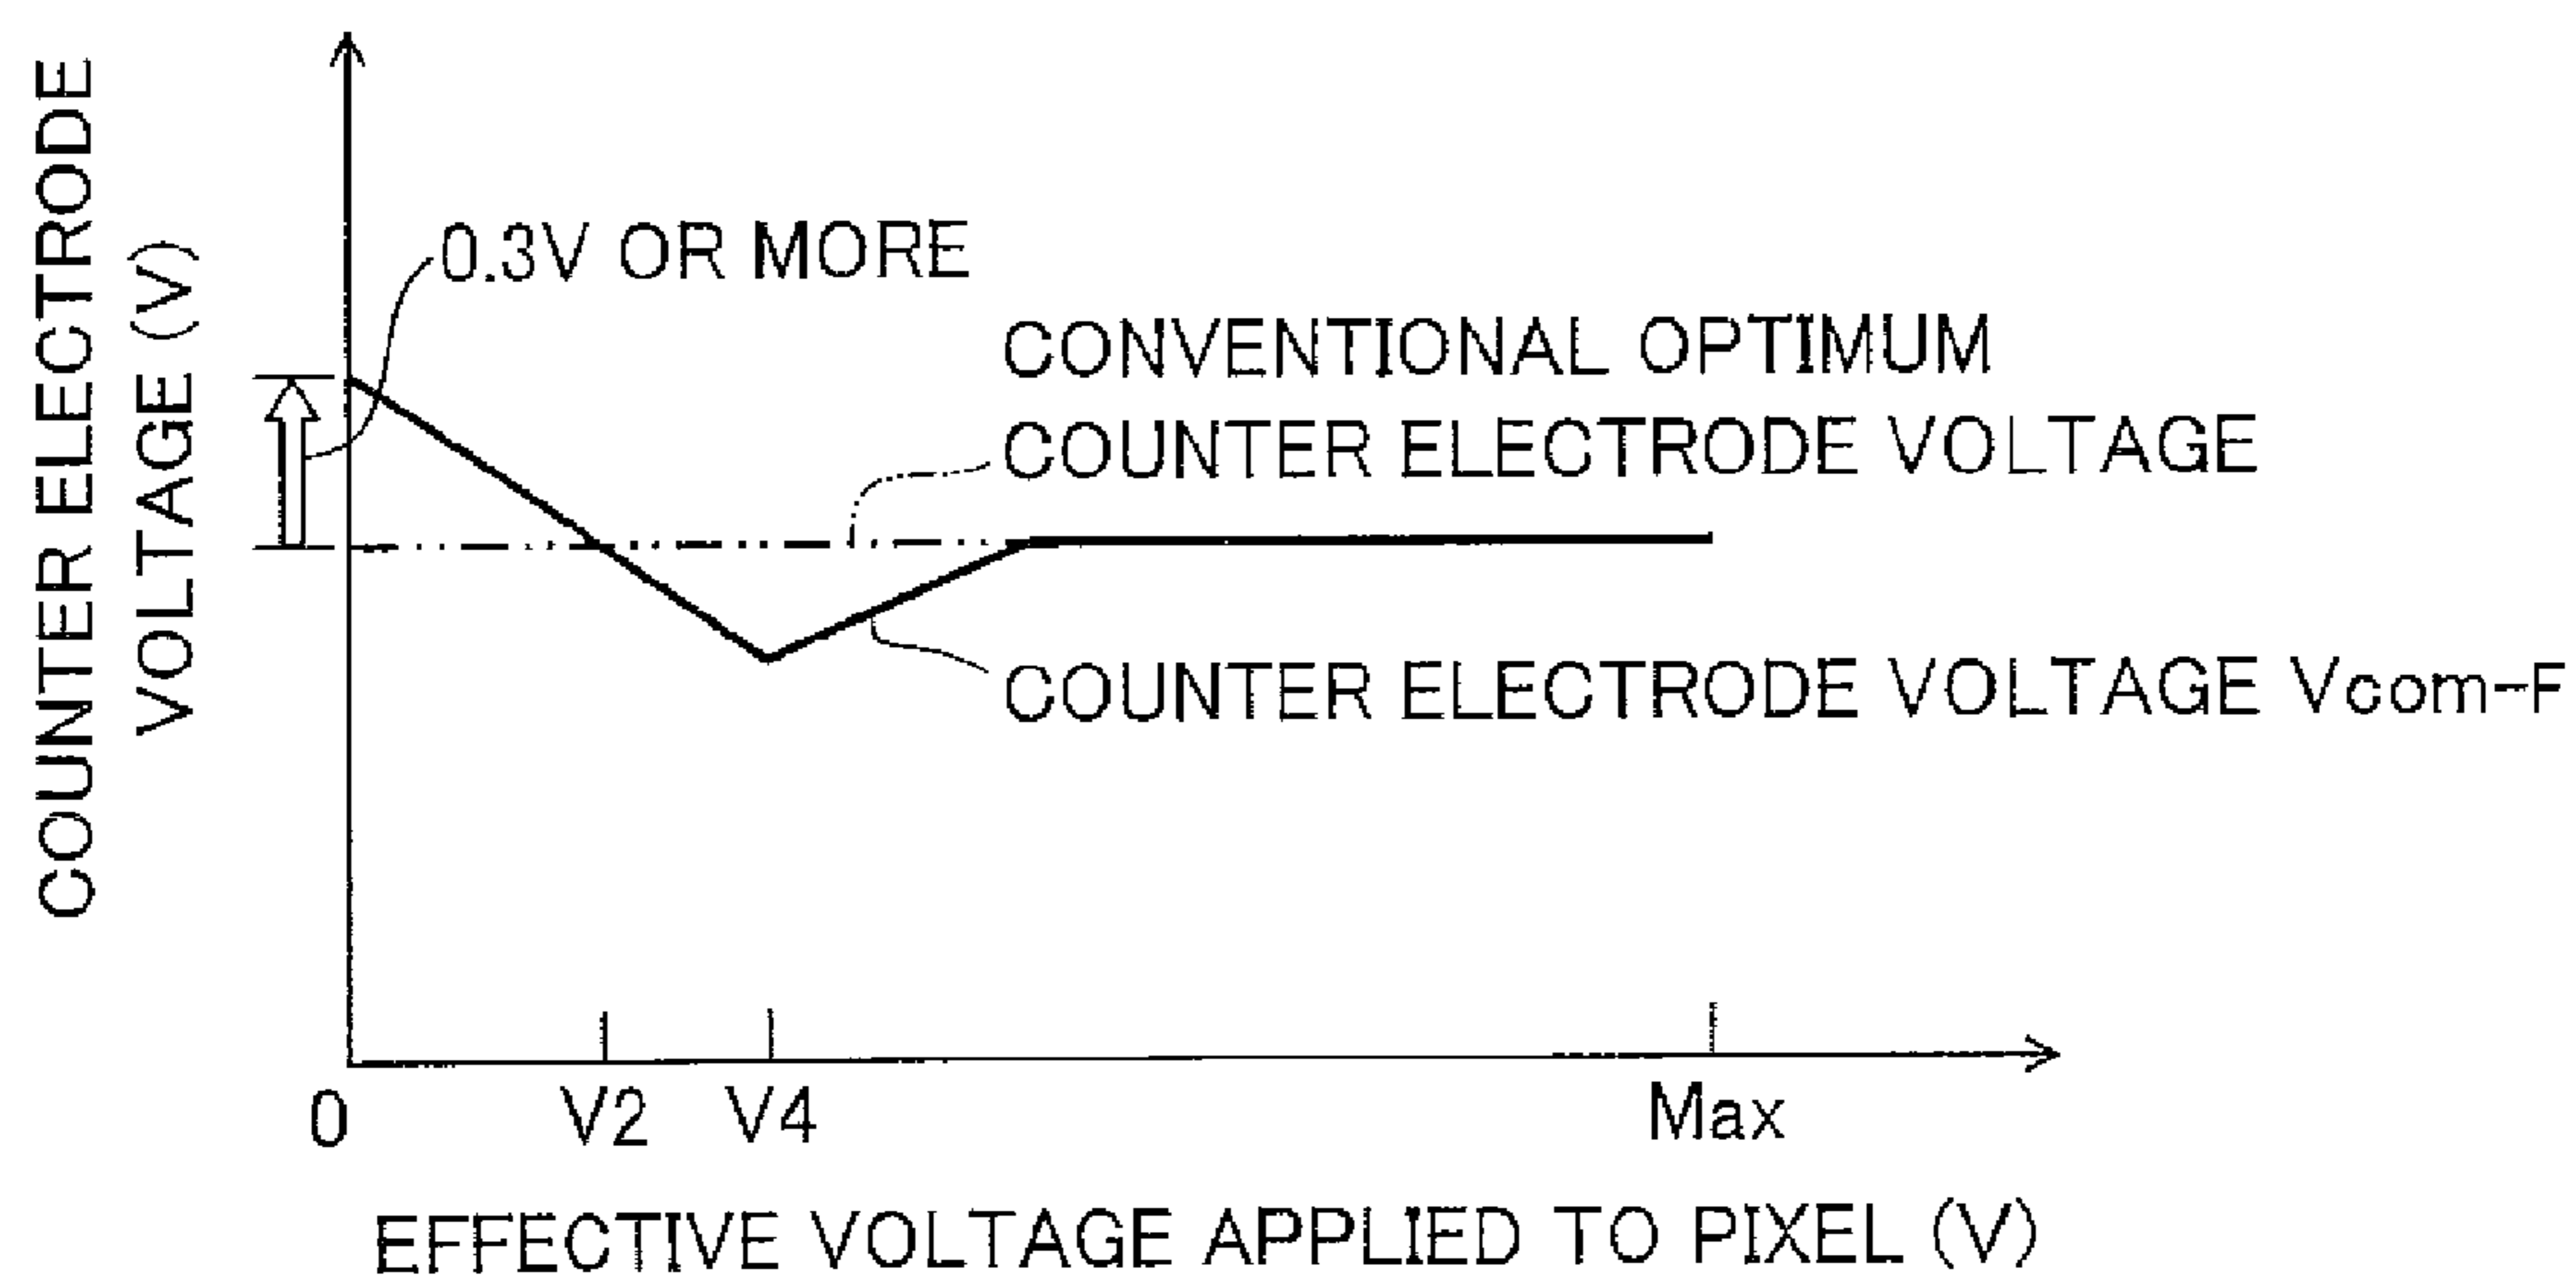 COUNTER ELECTRODE
VOLTAGE (V)
0.3V OR MORE
CONVENTIONAL OPTIMUM
COUNTER ELECTRODE VOLTAGE
COUNTER ELECTRODE VOLTAGE Vcom-F
0
V2
V4
Max
EFFECTIVE VOLTAGE APPLIED TO PIXEL (V)